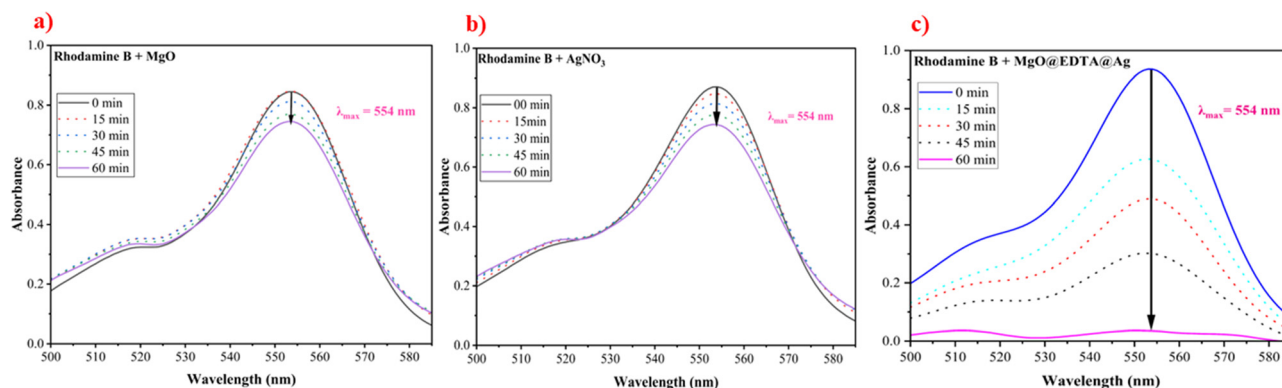 a)
Rhodamine B + MgO
0 min
15 min
30 min
45 min
60 min
λmax = 554 nm
Absorbance
1.0
0.8
0.6
0.4
0.2
0.0
500 510 520 530 540 550 560 570 580
Wavelength (nm)
b)
Rhodamine B + AgNO₃
00 min
15min
30 min
45 min
60 min
λmax = 554 nm
Absorbance
1.0
0.8
0.6
0.4
0.2
0.0
500 510 520 530 540 550 560 570 580
Wavelength (nm)
c)
Rhodamine B + MgO@EDTA@Ag
0 min
15 min
30 min
45 min
60 min
λmax = 554 nm
Absorbance
1.0
0.8
0.6
0.4
0.2
0.0
500 510 520 530 540 550 560 570 580
Wavelength (nm)